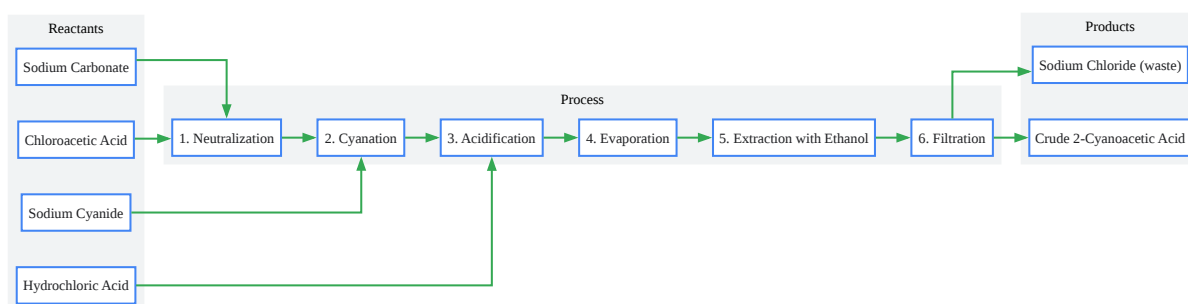 Reactants
Sodium Carbonate
Chloroacetic Acid
Sodium Cyanide
Hydrochloric Acid
Process
1. Neutralization
2. Cyanation
3. Acidification
4. Evaporation
5. Extraction with Ethanol
6. Filtration
Products
Sodium Chloride (waste)
Crude 2-Cyanoacetic Acid